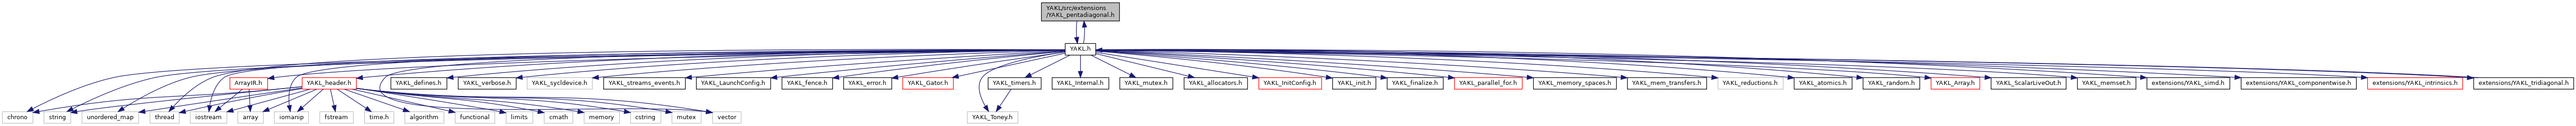 YAKL/src/extensions
/YAKL_pentadiagonal.h
YAKL.h
ArrayIR.h
YAKL_header.h
YAKL_defines.h
YAKL_verbose.h
YAKL_sycldevice.h
YAKL_streams_events.h
YAKL_LaunchConfig.h
YAKL_fence.h
YAKL_error.h
YAKL_Gator.h
YAKL_timers.h
YAKL_Internal.h
YAKL_mutex.h
YAKL_allocators.h
YAKL_InitConfig.h
YAKL_init.h
YAKL_finalize.h
YAKL_parallel_for.h
YAKL_memory_spaces.h
YAKL_mem_transfers.h
YAKL_reductions.h
YAKL_atomics.h
YAKL_random.h
YAKL_Array.h
YAKL_ScalarLiveOut.h
YAKL_memset.h
extensions/YAKL_simd.h
extensions/YAKL_componentwise.h
extensions/YAKL_intrinsics.h
extensions/YAKL_tridiagonal.h
chrono
string
unordered_map
thread
iostream
array
iomanip
fstream
time.h
algorithm
functional
limits
cmath
memory
cstring
mutex
vector
YAKL_Toney.h